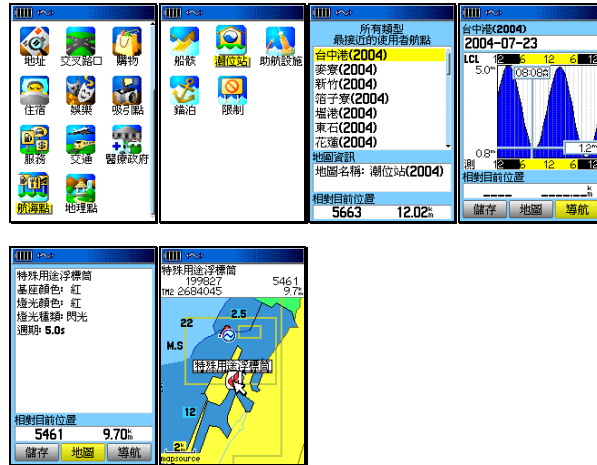 地址
交叉路口
購物
住宿
娛樂
吸引點
服務
交通
醫療政府
航海點
地理點
船骸
潮位站
助航設施
錨泊
限制
所有類型
最接近的使用者航點
台中港(2004)
麥寮(2004)
新竹(2004)
箔子寮(2004)
塭港(2004)
東石(2004)
花蓮(2004)
地圖資訊
地圖名稱: 潮位站(2004)
相對目前位置
5663 12.02
台中港(2004)
2004-07-23
LCL 12 6 12 6 12
5.0m
08:08
0.8m
1.2m
測 12 6 12 6 12
相對目前位置
儲存 地圖 導航
特殊用途浮標筒
基座顏色: 紅
燈光顏色: 紅
燈光種類: 閃光
週期: 5.0s
相對目前位置
5461 9.70
儲存 地圖 導航
特殊用途浮標筒
199827 5461
TM2 2684045 9.7
22
2.5
M.S
特殊用途浮標筒
12
2
mapsource